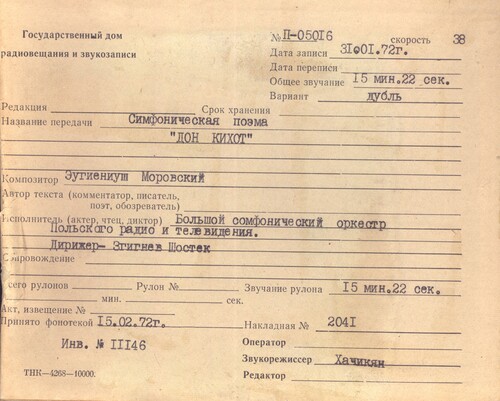 Государственный дом
радиовещания и звукозаписи
№ П-05016 скорость 38
Дата записи 31.01.72г.
Дата переписи
Общее звучание 15 мин.22 сек.
Вариант дубль
Редакция Срок хранения
Название передачи Симфоническая поэма
"ДОН КИХОТ"
Композитор Эугиениуш Моровский
Автор текста (комментатор, писатель,
поэт, обозреватель)
Исполнитель (актер, чтец, диктор) Большой сомфонический оркестр
Польского радио и телевидения.
Дирижер- Згигнев Шостек
Сопровождение
сего рулонов Рулон № Звучание рулона 15 мин.22 сек.
мин. сек.
Акт, извещение №
Принято фонотекой 15.02.72г. Накладная № 2041
Инв. № III46 Оператор
Звукорежиссер Хачикян
Редактор
ТНК—4268—10000.